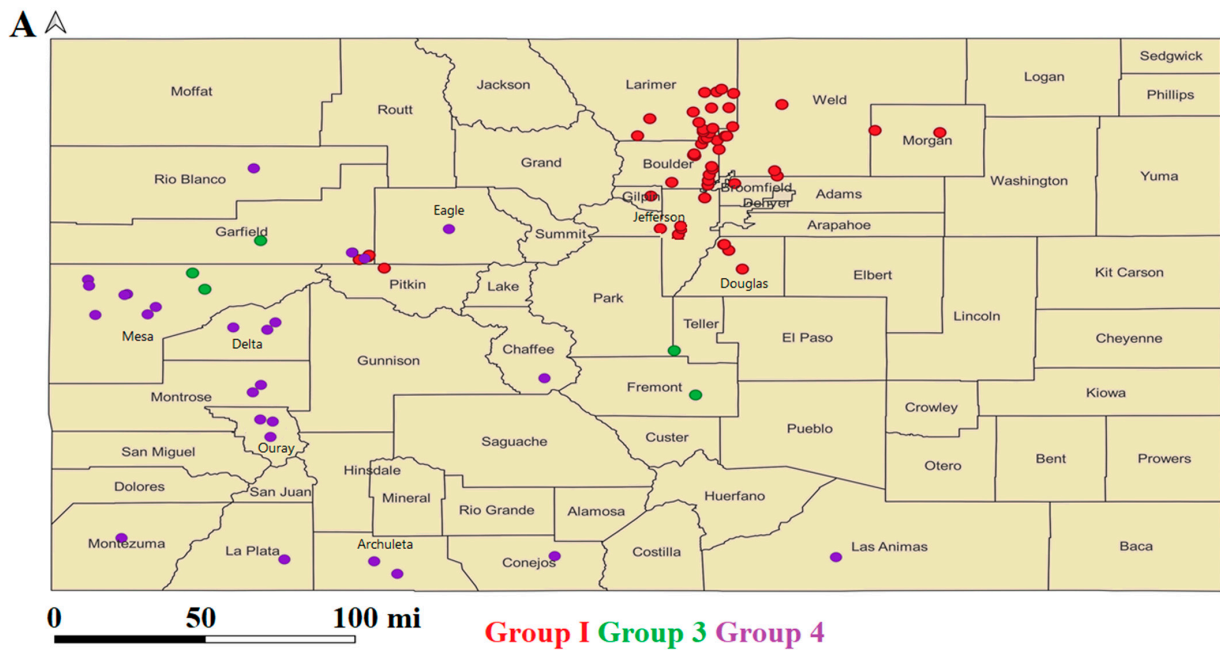 A
Sedgwick
Jackson
Larimer
Logan
Moffat
Phillips
Weld
Routt
Morgan
Grand
Boulder
Rio Blanco
Yuma
Washington
Broomfield
Gilpin
Adams
Denver
Eagle
Jefferson
Arapahoe
Garfield
Summit
Kit Carson
Elbert
Pitkin
Lake
Douglas
Park
Lincoln
Teller
Mesa
Delta
El Paso
Cheyenne
Chaffee
Gunnison
Fremont
Kiowa
Montrose
Crowley
Pueblo
Saguache
Custer
Ouray
San Miguel
Bent
Prowers
Otero
Hinsdale
Dolores
San Juan
Mineral
Huerfano
Rio Grande
Alamosa
Montezuma
Archuleta
La Plata
Las Animas
Baca
Costilla
Conejos
0 50 100 mi
Group I Group 3 Group 4